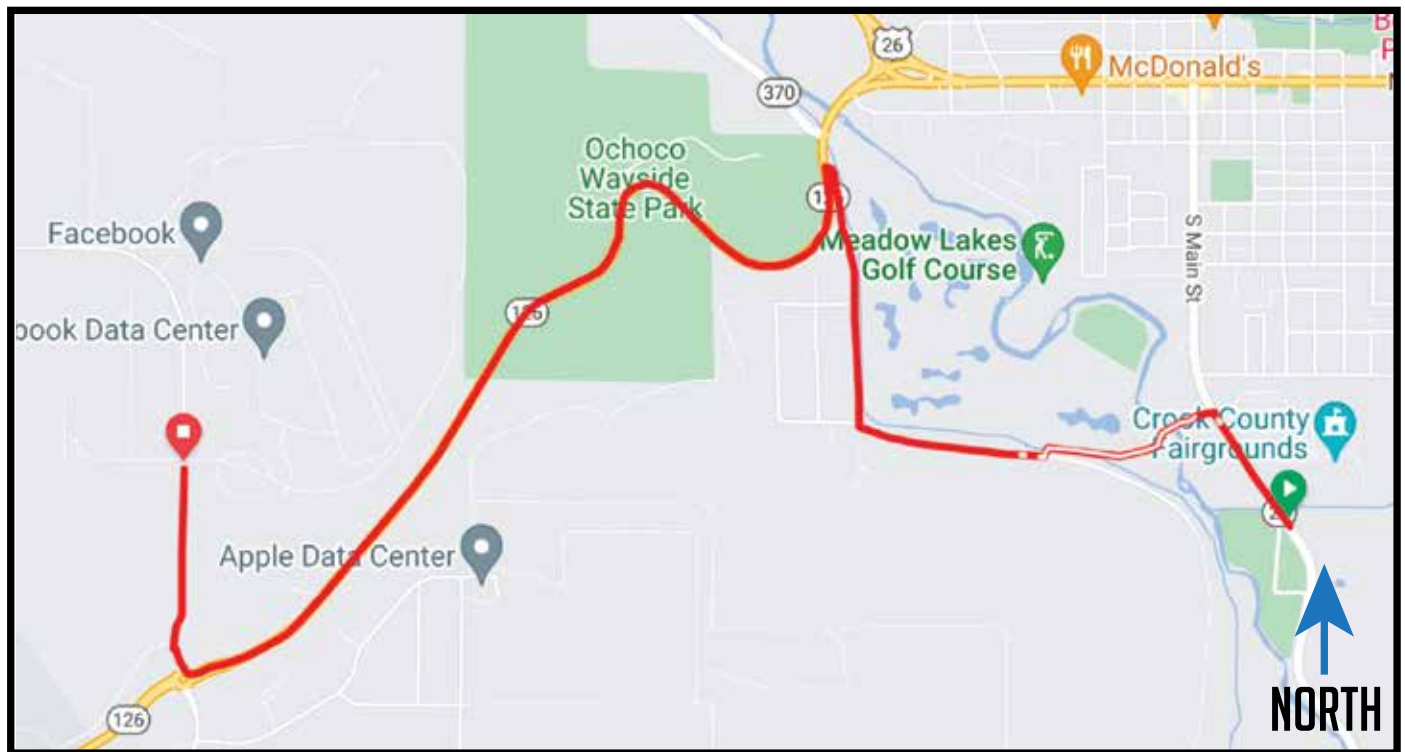 26
McDonald's
370
Ochoco
Wayside
State Park
Facebook
Meadow Lakes
Golf Course
S Main St
book Data Center
Crook County
Fairgrounds
Apple Data Center
126
NORTH